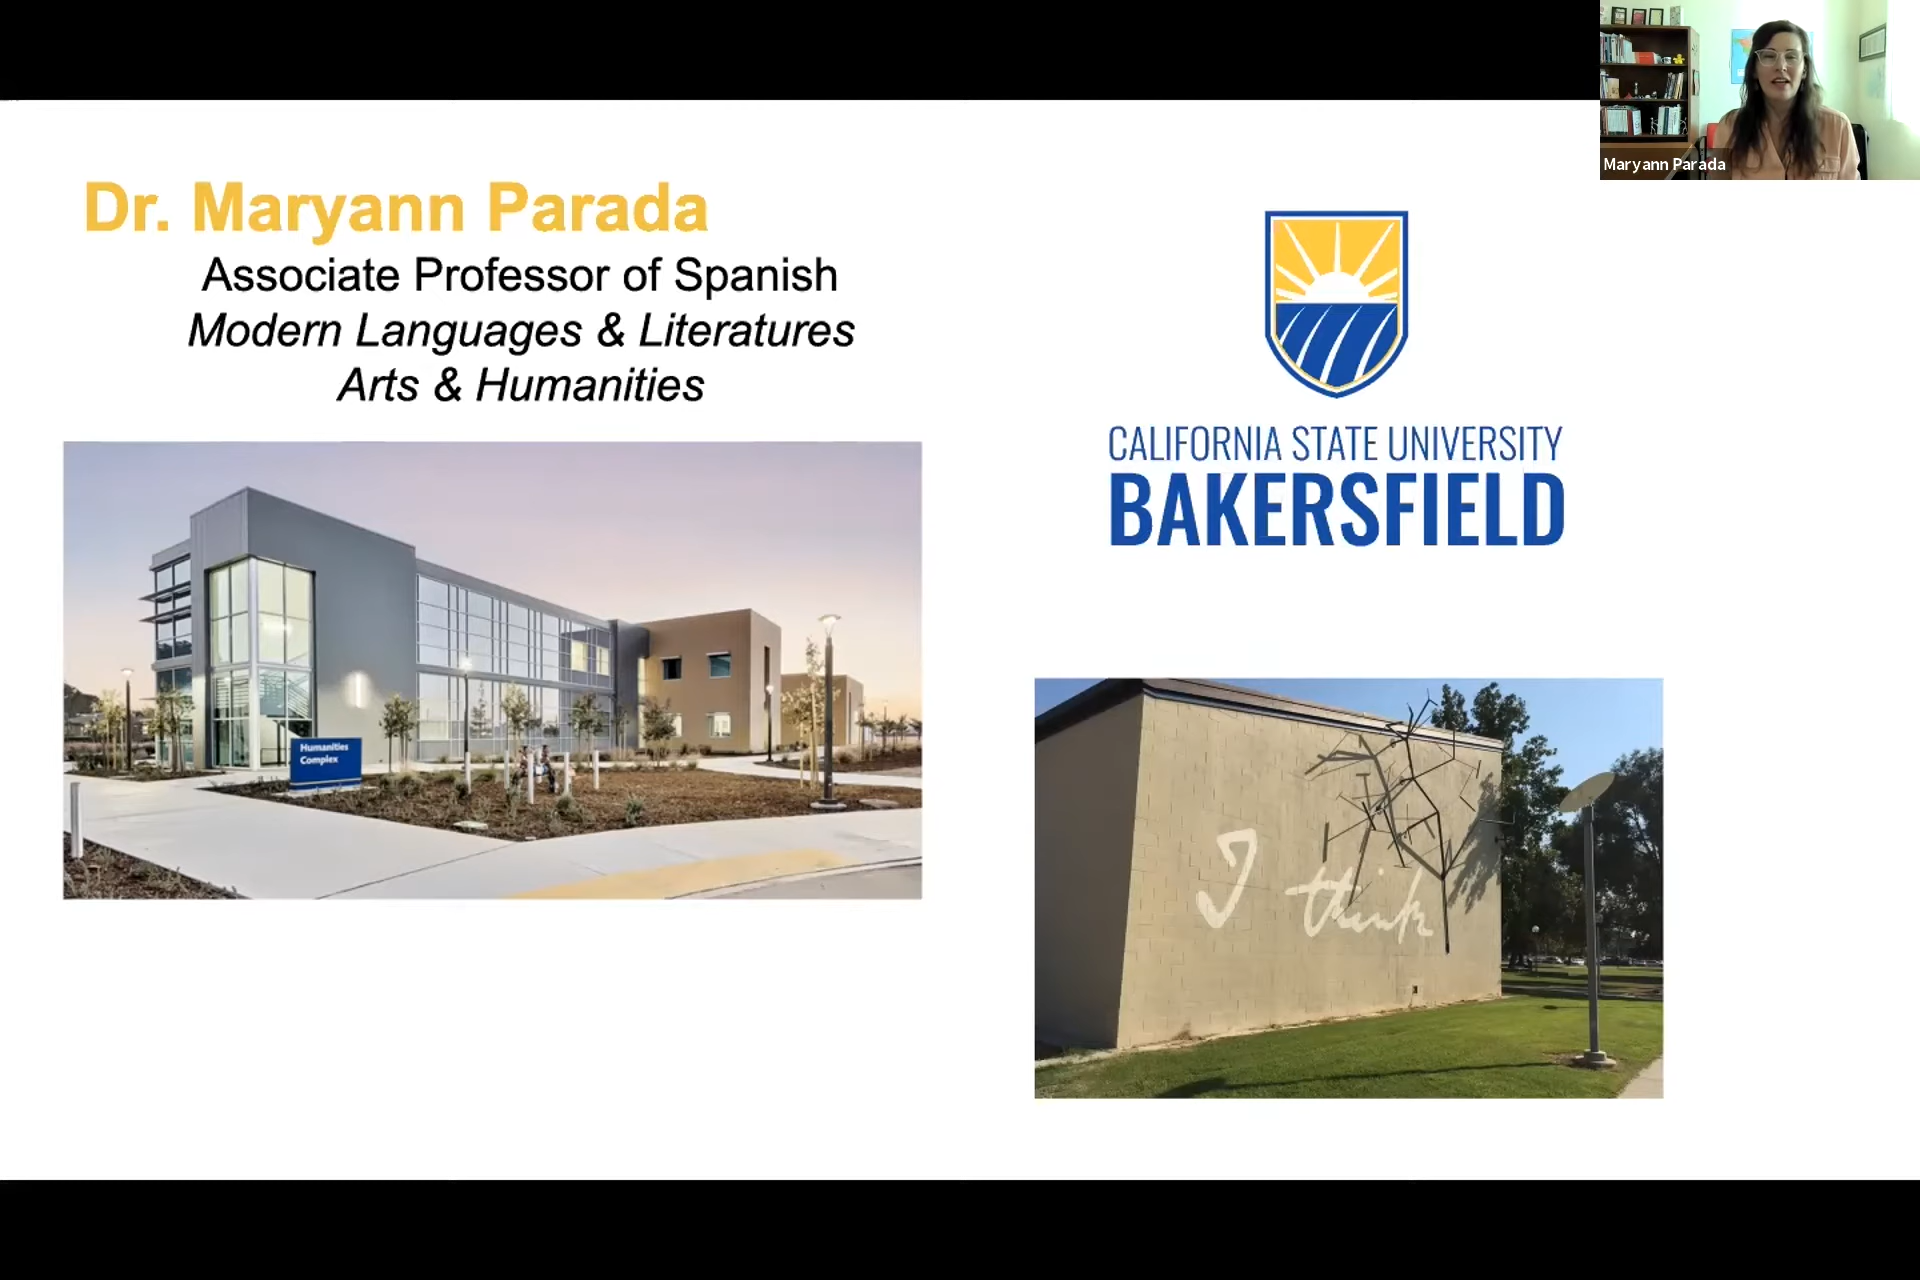 Maryann Parada
Dr. Maryann Parada
Associate Professor of Spanish
Modern Languages & Literatures
Arts & Humanities
CALIFORNIA STATE UNIVERSITY
BAKERSFIELD
Humanities
Complex
I think